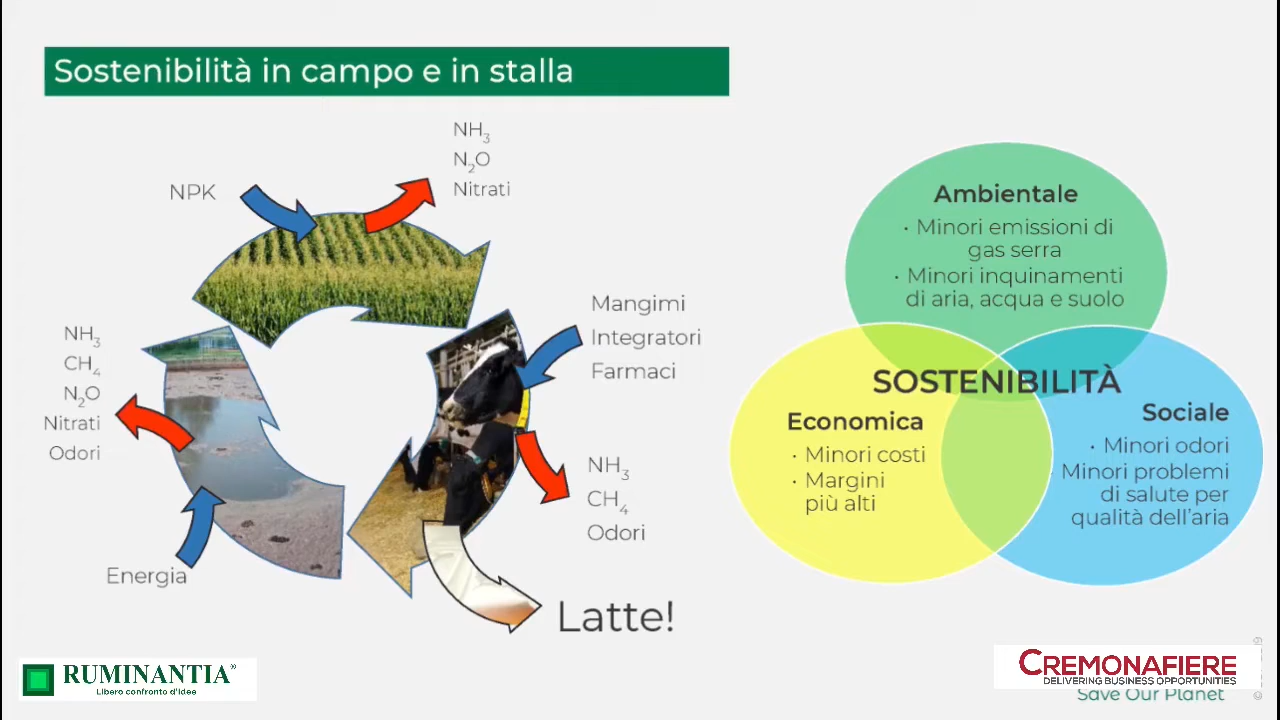 Sostenibilità in campo e in stalla
NH3
N2O
Nitrati
NPK
Mangimi
Integratori
Farmaci
NH3
CH4
N2O
Nitrati
Odori
NH3
CH4
Odori
Energia
Latte!
Ambientale
· Minori emissioni di
gas serra
· Minori inquinamenti
di aria, acqua e suolo
SOSTENIBILITÀ
Economica
· Minori costi
· Margini
più alti
Sociale
· Minori odori
Minori problemi
di salute per
qualità dell'aria
RUMINANTIA®
Libero confronto d'Idee
CREMONAFIERE
DELIVERING BUSINESS OPPORTUNITIES
Save Our Planet